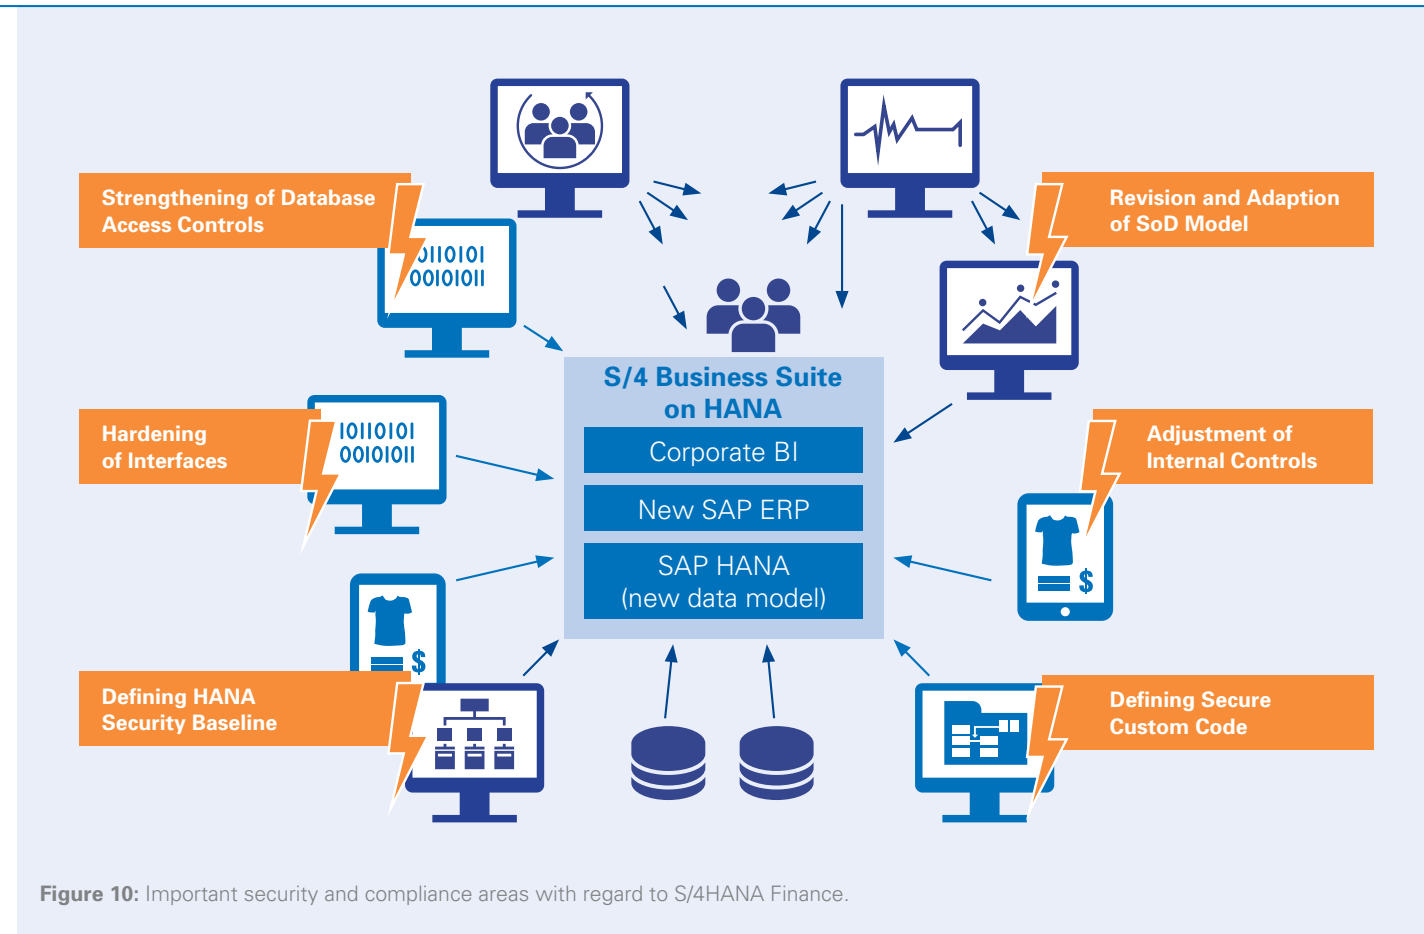 Strengthening of Database
Access Controls
Revision and Adaption
of SoD Model
0110101
00101011
S/4 Business Suite
on HANA
Corporate BI
New SAP ERP
SAP HANA
(new data model)
Hardening
of Interfaces
10110101
00101011
Adjustment of
Internal Controls
$
$
Defining HANA
Security Baseline
Defining Secure
Custom Code
Figure 10: Important security and compliance areas with regard to S/4HANA Finance.